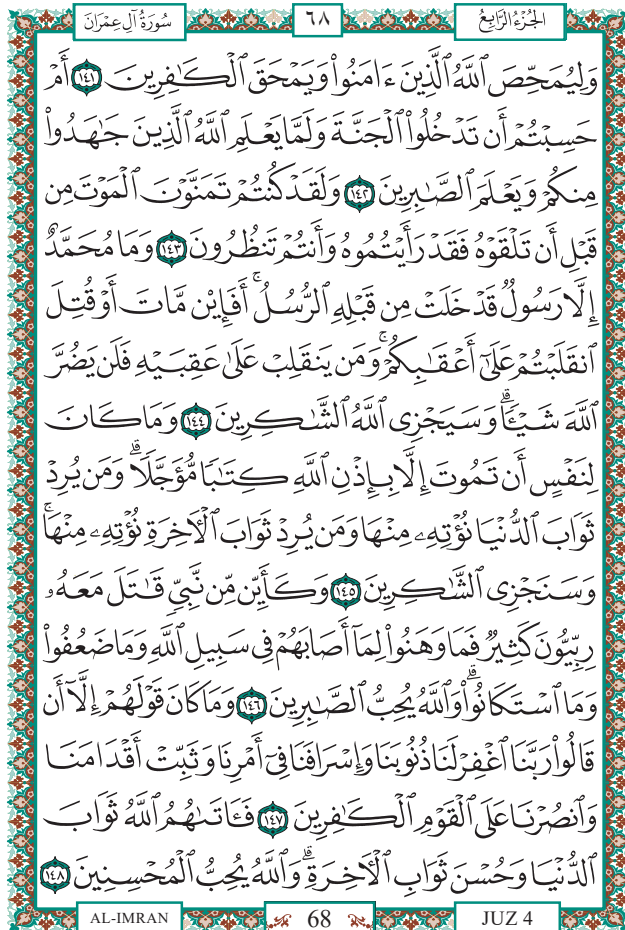 سُورَةُ آلِ عِمْرَانَ ٦٨ الجُزْءُ الرَّابِعُ
وَلِيُمَحِّصَ ٱللَّهُ ٱلَّذِينَ ءَامَنُوا۟ وَيَمْحَقَ ٱلْكَـٰفِرِينَ ١٤١ أَمْ
حَسِبْتُمْ أَن تَدْخُلُوا۟ ٱلْجَنَّةَ وَلَمَّا يَعْلَمِ ٱللَّهُ ٱلَّذِينَ جَـٰهَدُوا۟
مِنكُمْ وَيَعْلَمَ ٱلصَّـٰبِرِينَ ١٤٢ وَلَقَدْ كُنتُمْ تَمَنَّوْنَ ٱلْمَوْتَ مِن
قَبْلِ أَن تَلْقَوْهُ فَقَدْ رَأَيْتُمُوهُ وَأَنتُمْ تَنظُرُونَ ١٤٣ وَمَا مُحَمَّدٌ
إِلَّا رَسُولٌ قَدْ خَلَتْ مِن قَبْلِهِ ٱلرُّسُلُ ۚ أَفَإِي۟ن مَّاتَ أَوْ قُتِلَ
ٱنقَلَبْتُمْ عَلَىٰٓ أَعْقَـٰبِكُمْ ۚ وَمَن يَنقَلِبْ عَلَىٰ عَقِبَيْهِ فَلَن يَضُرَّ
ٱللَّهَ شَيْـًٔا ۗ وَسَيَجْزِى ٱللَّهُ ٱلشَّـٰكِرِينَ ١٤٤ وَمَا كَانَ
لِنَفْسٍ أَن تَمُوتَ إِلَّا بِإِذْنِ ٱللَّهِ كِتَـٰبًا مُّؤَجَّلًا ۗ وَمَن يُرِدْ
ثَوَابَ ٱلدُّنْيَا نُؤْتِهِۦ مِنْهَا وَمَن يُرِدْ ثَوَابَ ٱلْـَٔاخِرَةِ نُؤْتِهِۦ مِنْهَا ۚ
وَسَنَجْزِى ٱلشَّـٰكِرِينَ ١٤٥ وَكَأَيِّن مِّن نَّبِىٍّ قَـٰتَلَ مَعَهُۥ
رِبِّيُّونَ كَثِيرٌ فَمَا وَهَنُوا۟ لِمَآ أَصَابَهُمْ فِى سَبِيلِ ٱللَّهِ وَمَا ضَعُفُوا۟
وَمَا ٱسْتَكَانُوا۟ ۗ وَٱللَّهُ يُحِبُّ ٱلصَّـٰبِرِينَ ١٤٦ وَمَا كَانَ قَوْلَهُمْ إِلَّآ أَن
قَالُوا۟ رَبَّنَا ٱغْفِرْ لَنَا ذُنُوبَنَا وَإِسْرَافَنَا فِىٓ أَمْرِنَا وَثَبِّتْ أَقْدَامَنَا
وَٱنصُرْنَا عَلَى ٱلْقَوْمِ ٱلْكَـٰفِرِينَ ١٤٧ فَـَٔاتَىٰهُمُ ٱللَّهُ ثَوَابَ
ٱلدُّنْيَا وَحُسْنَ ثَوَابِ ٱلْـَٔاخِرَةِ ۗ وَٱللَّهُ يُحِبُّ ٱلْمُحْسِنِينَ ١٤٨
AL-IMRAN 68 JUZ 4